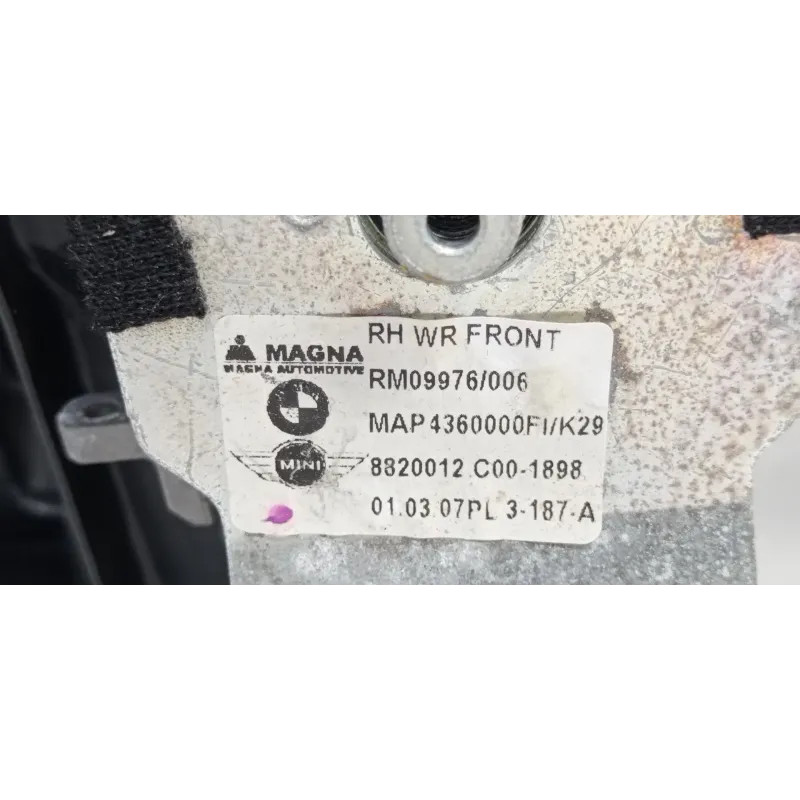 RH WR FRONT
MAGNA
MAGNA AUTOMOTIVE
RM09976/006
MAP4360000FI/K29
MINI
8820012 C00-1898
01.03.07PL 3-187-A